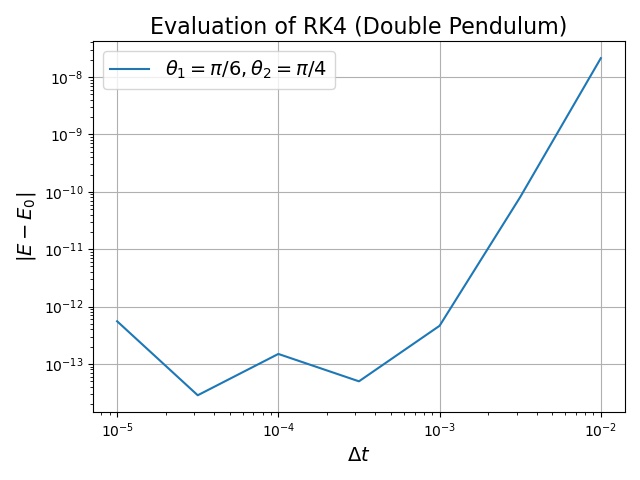 Evaluation of RK4 (Double Pendulum)
θ₁ = π/6, θ₂ = π/4
|E − E₀|
10⁻⁸
10⁻⁹
10⁻¹⁰
10⁻¹¹
10⁻¹²
10⁻¹³
10⁻⁵ 10⁻⁴ 10⁻³ 10⁻²
Δt